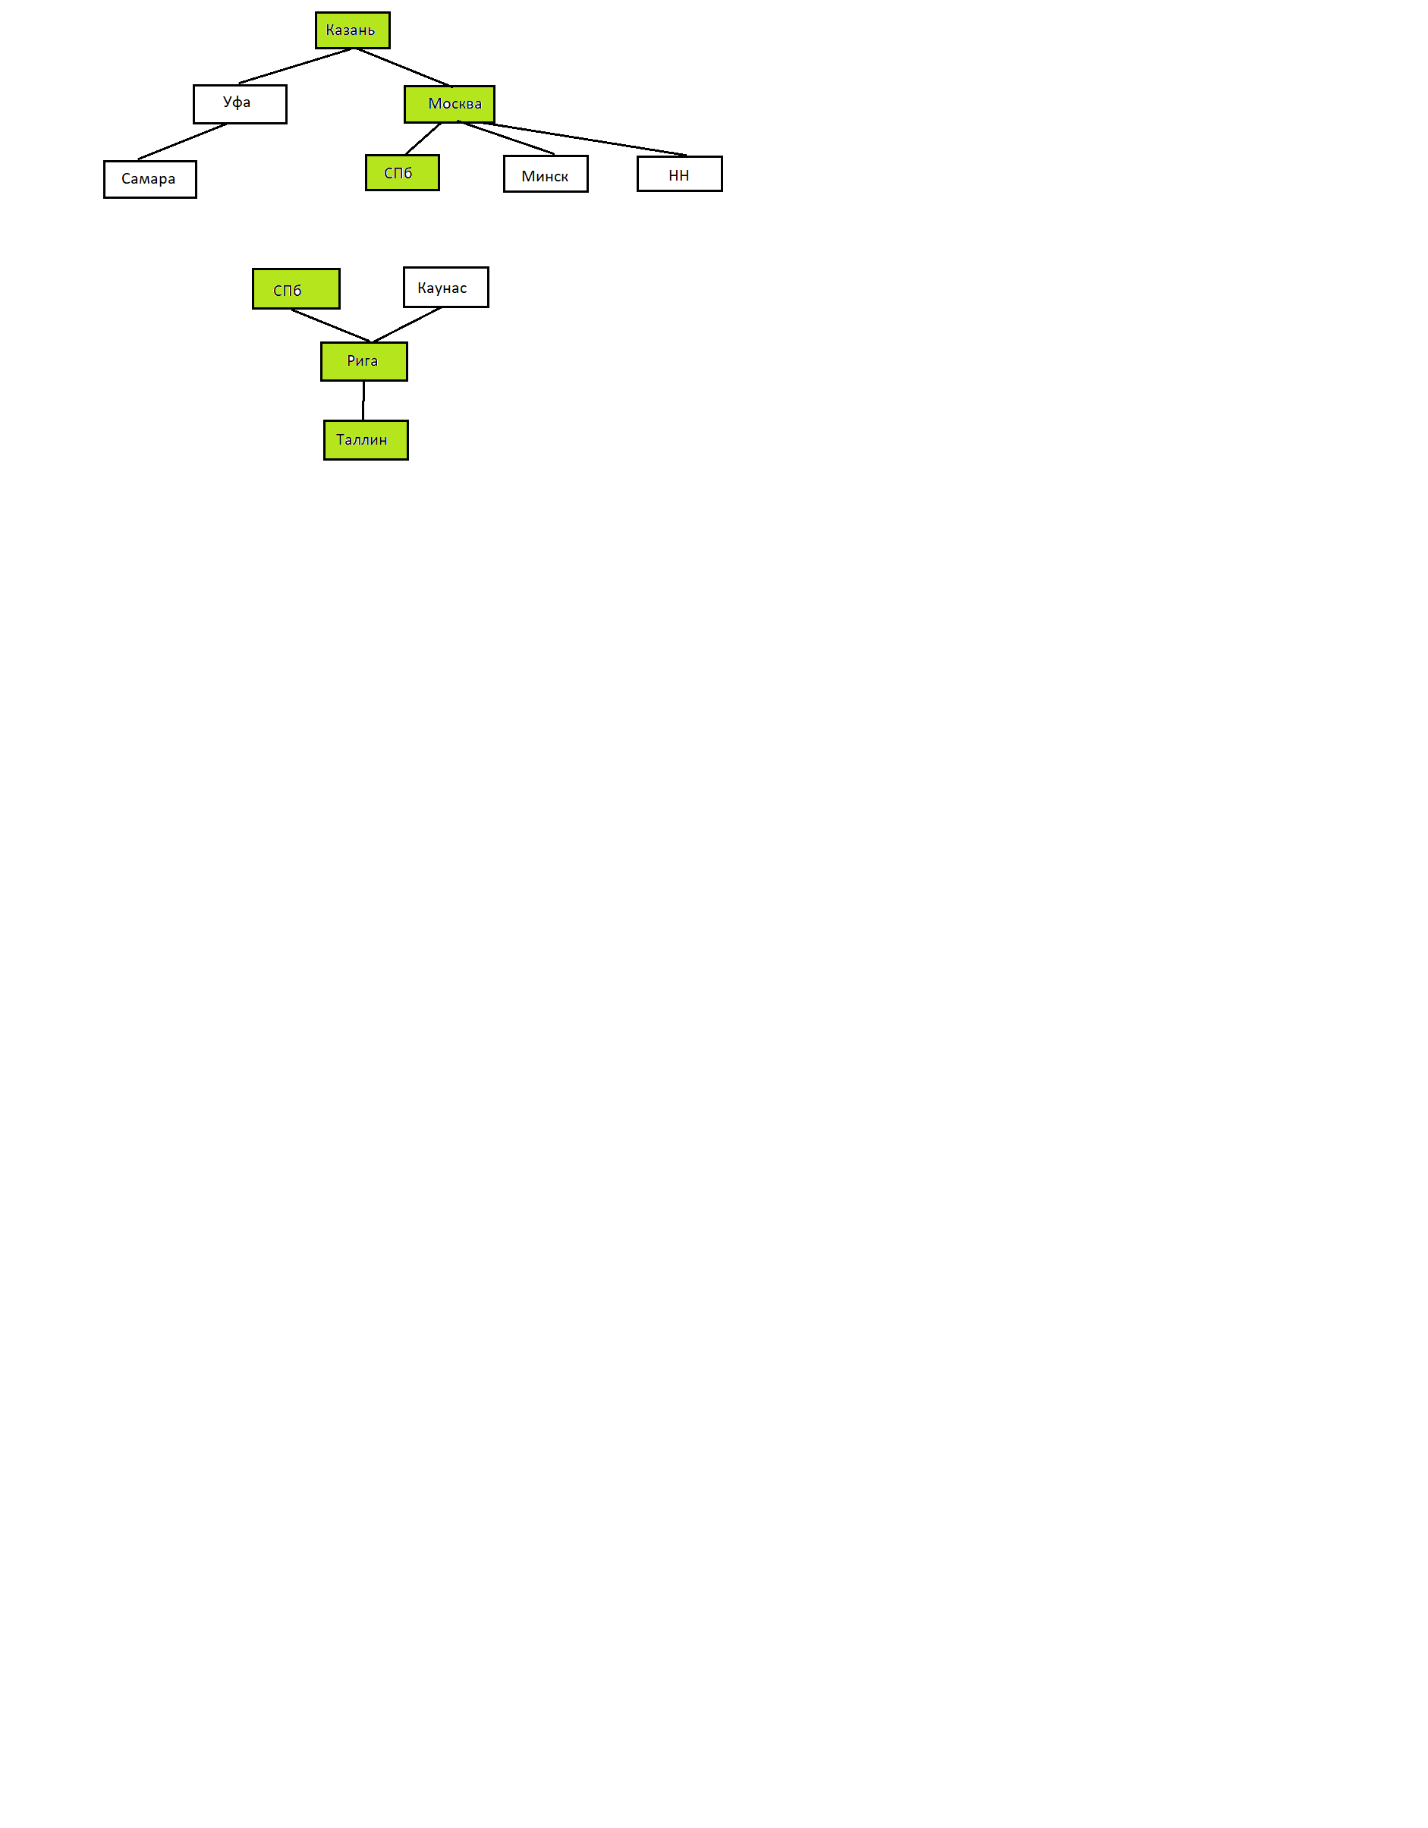 Казань
Уфа
Москва
Самара
СПб
Минск
НН
СПб
Каунас
Рига
Таллин